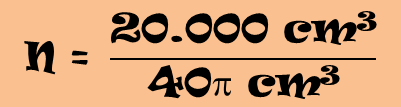 n = 20.000 cm³
40π cm³